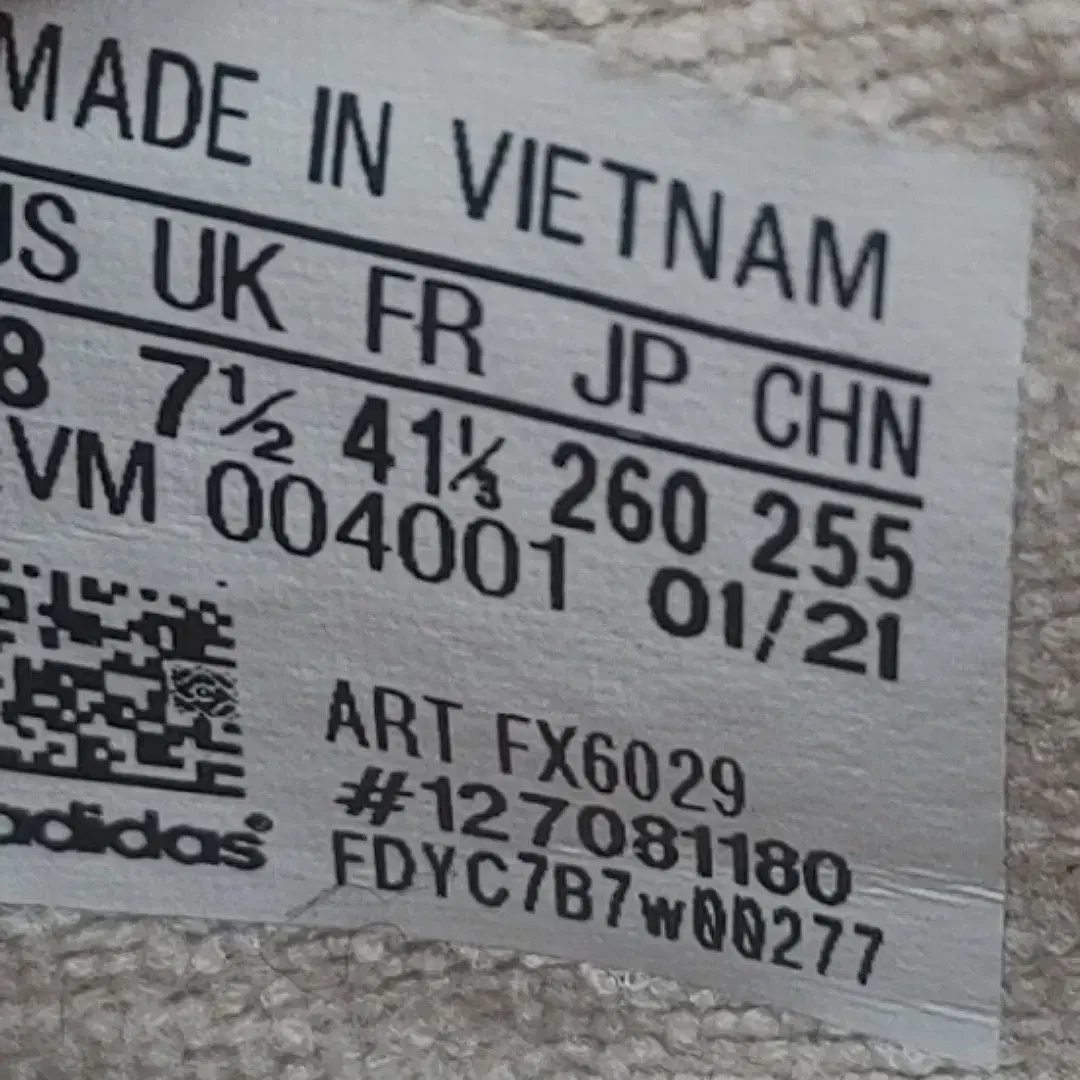 MADE IN VIETNAM
US UK FR JP CHN
8 7½ 41⅓ 260 255
VM 004001 01/21
ART FX6029
#127081180
FDYC7B7w00277
adidas